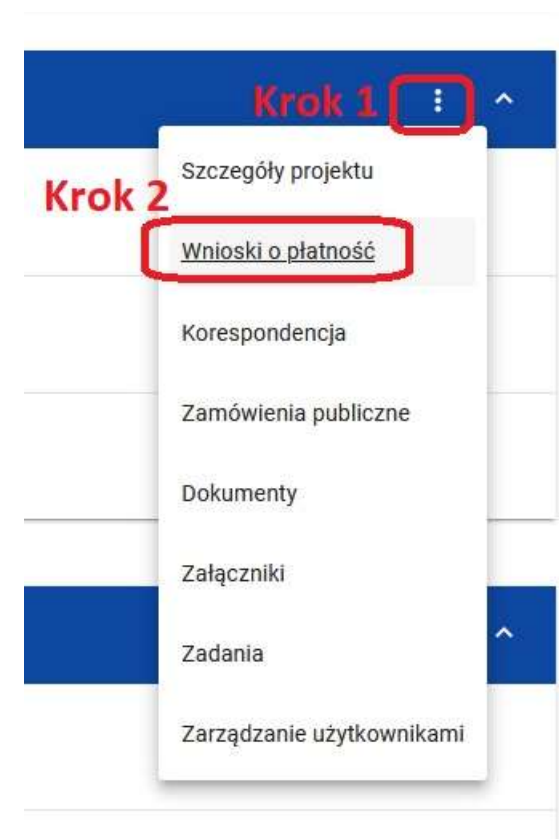 Krok 1
Szczegóły projektu
Krok 2
Wnioski o płatność
Korespondencja
Zamówienia publiczne
Dokumenty
Załączniki
Zadania
Zarządzanie użytkownikami